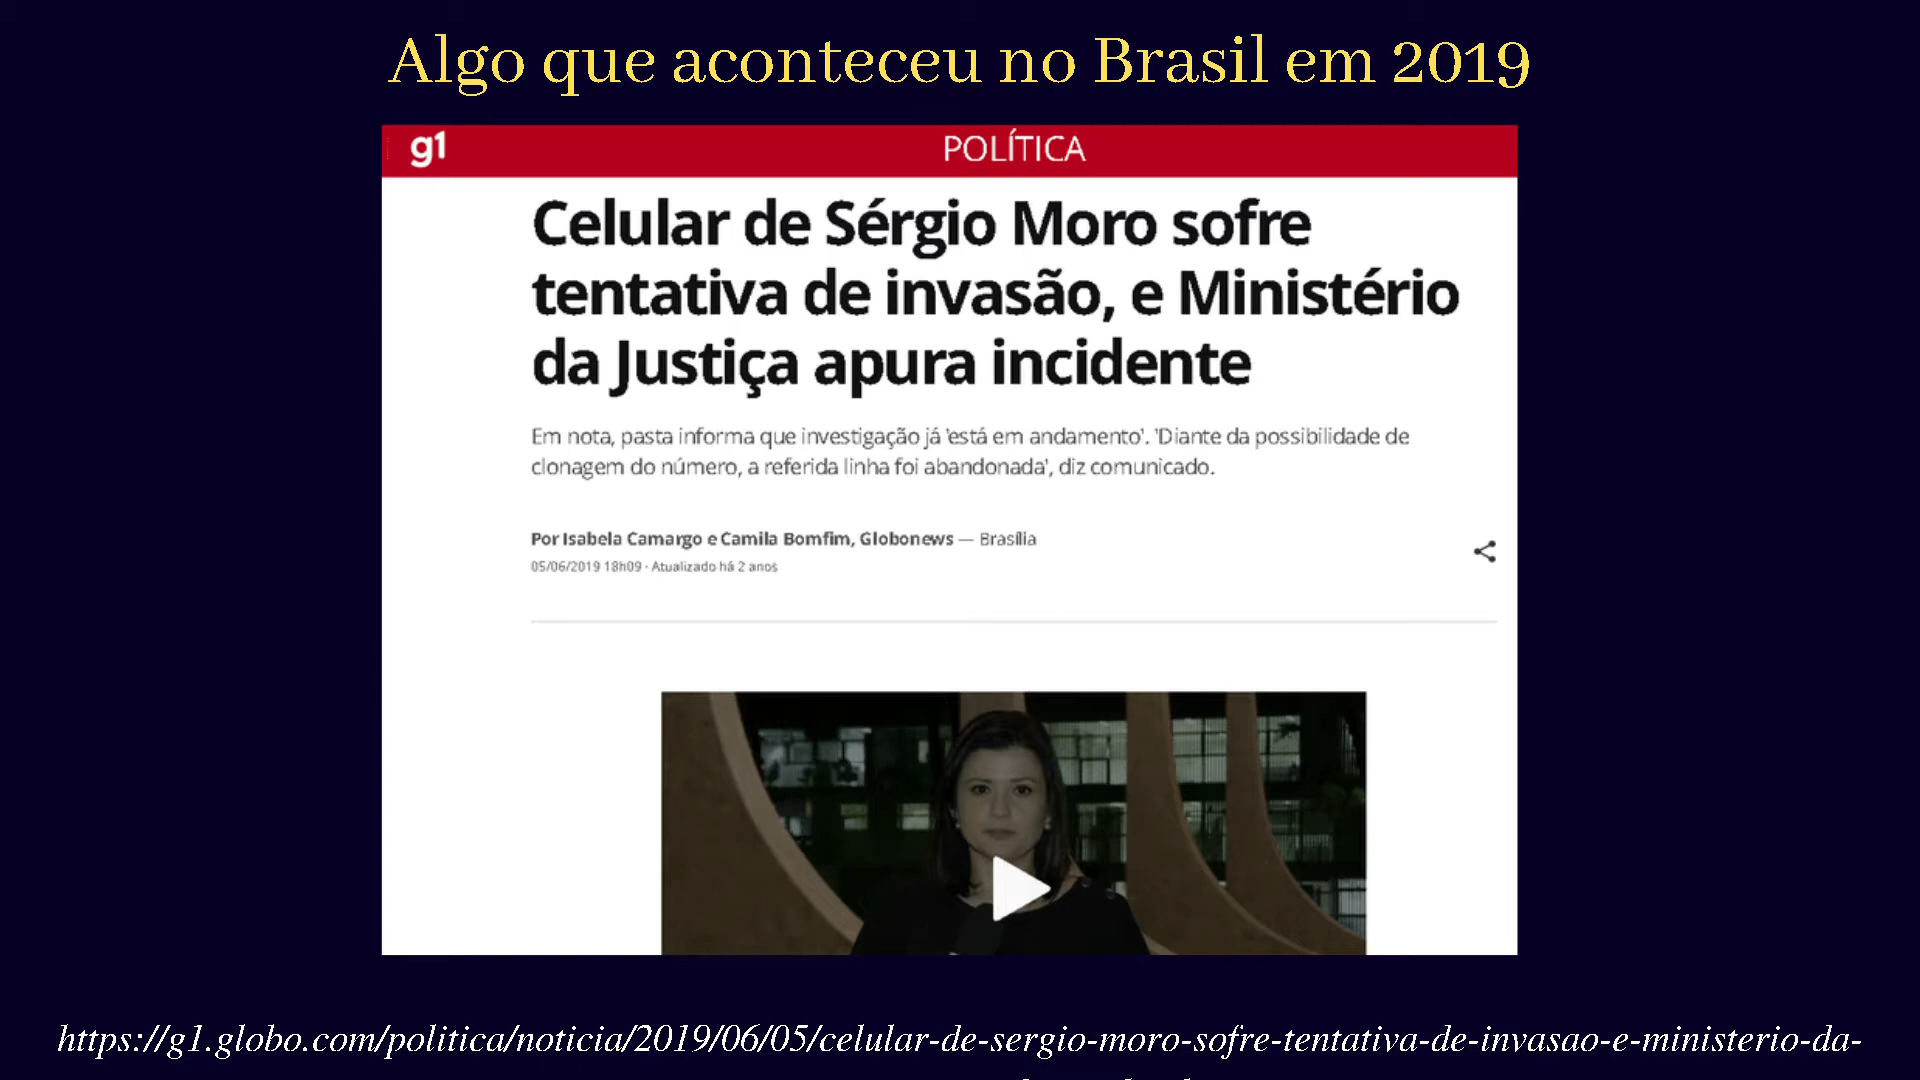 Algo que aconteceu no Brasil em 2019
g1
POLÍTICA
Celular de Sérgio Moro sofre
tentativa de invasão, e Ministério
da Justiça apura incidente
Em nota, pasta informa que investigação já 'está em andamento'. 'Diante da possibilidade de
clonagem do número, a referida linha foi abandonada', diz comunicado.
Por Isabela Camargo e Camila Bomfim, Globonews — Brasília
05/06/2019 18h09 · Atualizado há 2 anos
https://g1.globo.com/politica/noticia/2019/06/05/celular-de-sergio-moro-sofre-tentativa-de-invasao-e-ministerio-da-